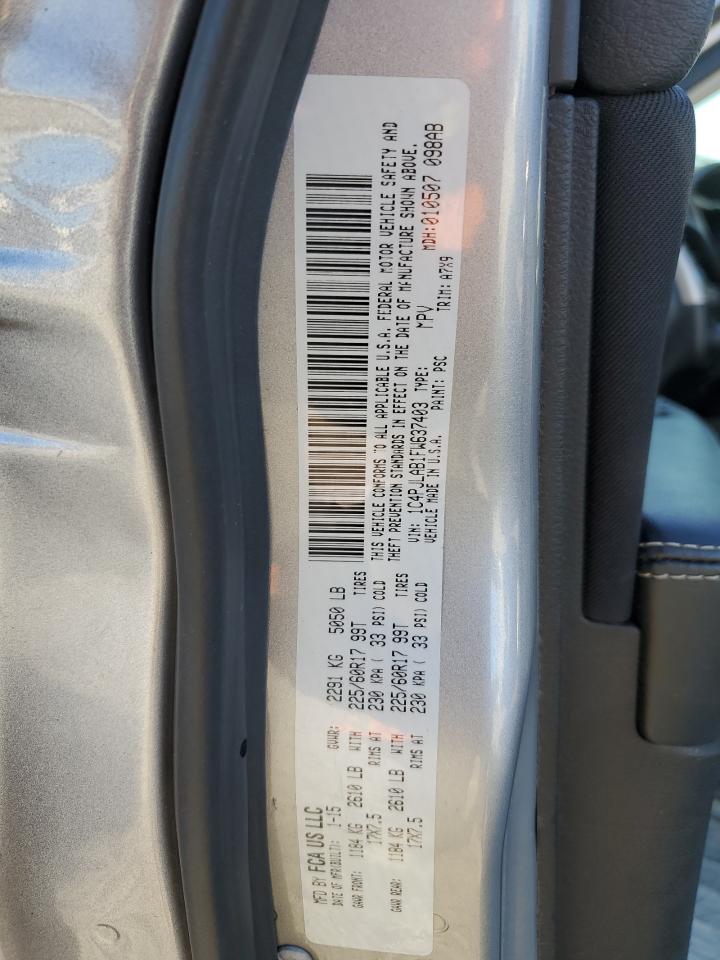 MFD BY FCA US LLC
DATE OF MFR(BUILT): 1-15 GVWR: 2291 KG 5050 LB
GAWR FRONT: 1184 KG 2610 LB WITH 225/60R17 99T TIRES
17X7.5 RIMS AT 230 KPA ( 33 PSI) COLD
GAWR REAR: 1184 KG 2610 LB WITH 225/60R17 99T TIRES
17X7.5 RIMS AT 230 KPA ( 33 PSI) COLD
THIS VEHICLE CONFORMS TO ALL APPLICABLE U.S.A. FEDERAL MOTOR VEHICLE SAFETY AND
THEFT PREVENTION STANDARDS IN EFFECT ON THE DATE OF MANUFACTURE SHOWN ABOVE.
VIN: 1C4PJLAB1FW637403 TYPE: MPV MDH:010507 098AB
VEHICLE MADE IN U.S.A. PAINT: PSC TRIM: A7X9